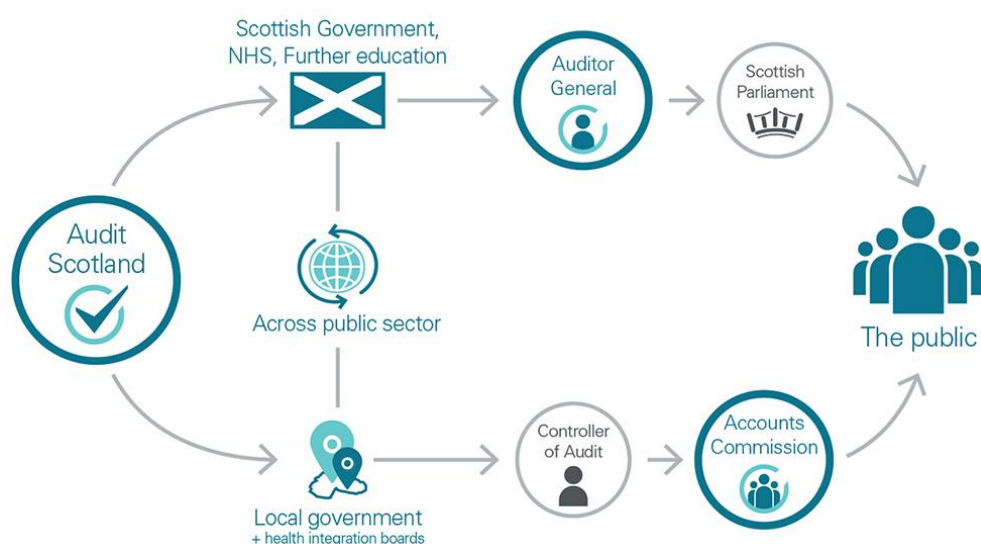 Scottish Government,
NHS, Further education
Auditor
General
Scottish
Parliament
Audit
Scotland
Across public sector
The public
Controller
of Audit
Accounts
Commission
Local government
+ health integration boards